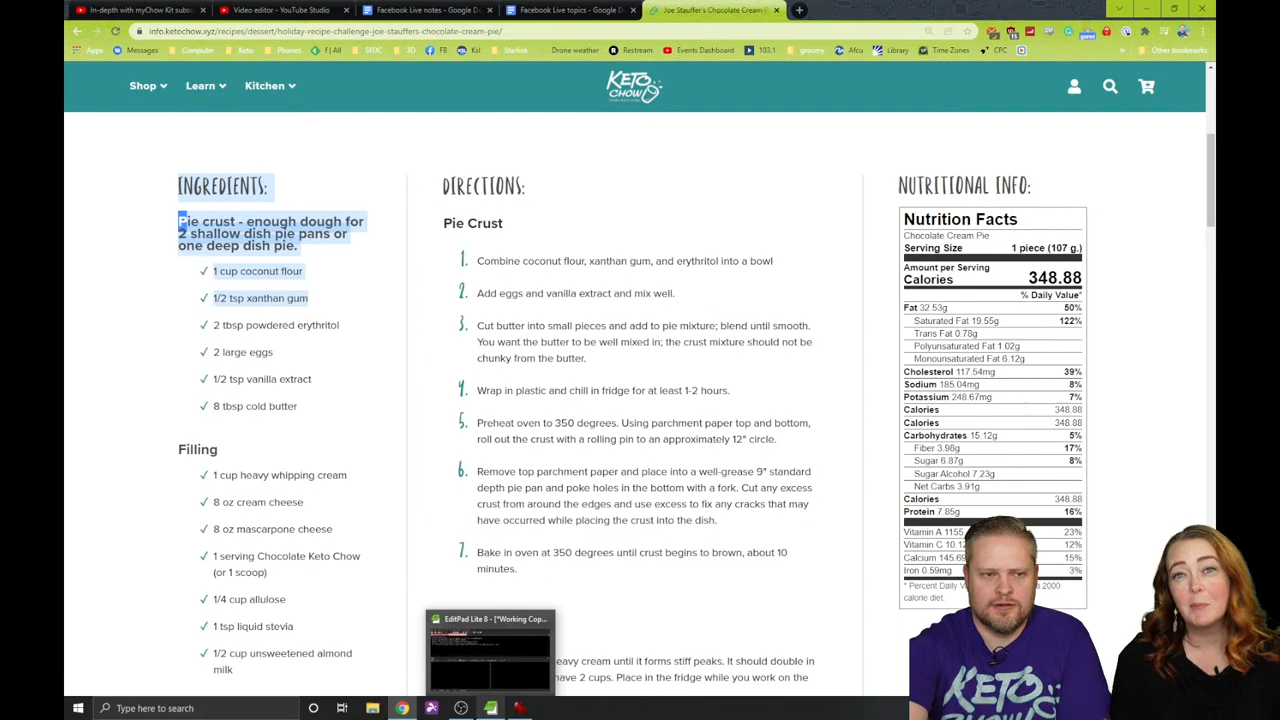 In-depth with myChow Kit subsc
Video editor - YouTube Studio
Facebook Live notes - Google D
Facebook Live topics - Google D
Joe Stauffer's Chocolate Cream P
info.ketochow.xyz/recipes/dessert/holiday-recipe-challenge-joe-stauffers-chocolate-cream-pie/
Apps
Messages
Computer
Keto
Phones
F | All
SFDC
FB
Ksl
Starlink
Drone weather
Restream
Events Dashboard
103.1
grocery
Afcu
Library
Time Zones
CPC
Other bookmarks
Shop
Learn
Kitchen
KETO
CHOW
INGREDIENTS:
Pie crust - enough dough for
2 shallow dish pie pans or
one deep dish pie.
1 cup coconut flour
1/2 tsp xanthan gum
2 tbsp powdered erythritol
2 large eggs
1/2 tsp vanilla extract
8 tbsp cold butter
Filling
1 cup heavy whipping cream
8 oz cream cheese
8 oz mascarpone cheese
1 serving Chocolate Keto Chow
(or 1 scoop)
1/4 cup allulose
1 tsp liquid stevia
1/2 cup unsweetened almond
milk
DIRECTIONS:
Pie Crust
1. Combine coconut flour, xanthan gum, and erythritol into a bowl
2. Add eggs and vanilla extract and mix well.
3. Cut butter into small pieces and add to pie mixture; blend until smooth.
You want the butter to be well mixed in; the crust mixture should not be
chunky from the butter.
4. Wrap in plastic and chill in fridge for at least 1-2 hours.
5. Preheat oven to 350 degrees. Using parchment paper top and bottom,
roll out the crust with a rolling pin to an approximately 12" circle.
6. Remove top parchment paper and place into a well-grease 9" standard
depth pie pan and poke holes in the bottom with a fork. Cut any excess
crust from around the edges and use excess to fix any cracks that may
have occurred while placing the crust into the dish.
7. Bake in oven at 350 degrees until crust begins to brown, about 10
minutes.
EditPad Lite 8 - [*Working Cop...
heavy cream until it forms stiff peaks. It should double in
have 2 cups. Place in the fridge while you work on the
NUTRITIONAL INFO:
Nutrition Facts
Chocolate Cream Pie
Serving Size 1 piece (107 g.)
Amount per Serving
Calories 348.88
% Daily Value*
Fat 32.53g 50%
Saturated Fat 19.55g 122%
Trans Fat 0.78g
Polyunsaturated Fat 1.02g
Monounsaturated Fat 6.12g
Cholesterol 117.54mg 39%
Sodium 185.04mg 8%
Potassium 248.67mg 7%
Calories 348.88
Calories 348.88
Carbohydrates 15.12g 5%
Fiber 3.98g 17%
Sugar 6.87g 8%
Sugar Alcohol 7.23g
Net Carbs 3.91g
Calories 348.88
Protein 7.85g 16%
Vitamin A 1155 23%
Vitamin C 10.12 12%
Calcium 145.69 15%
Iron 0.59mg 3%
* Percent Daily V a 2000
calorie diet.
KETO
CHOW
Type here to search